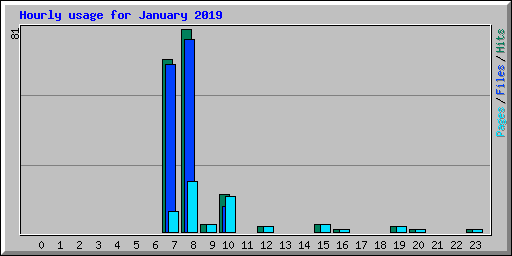 Hourly usage for January 2019
81
Pages/Files/Hits
0 1 2 3 4 5 6 7 8 9 10 11 12 13 14 15 16 17 18 19 20 21 22 23